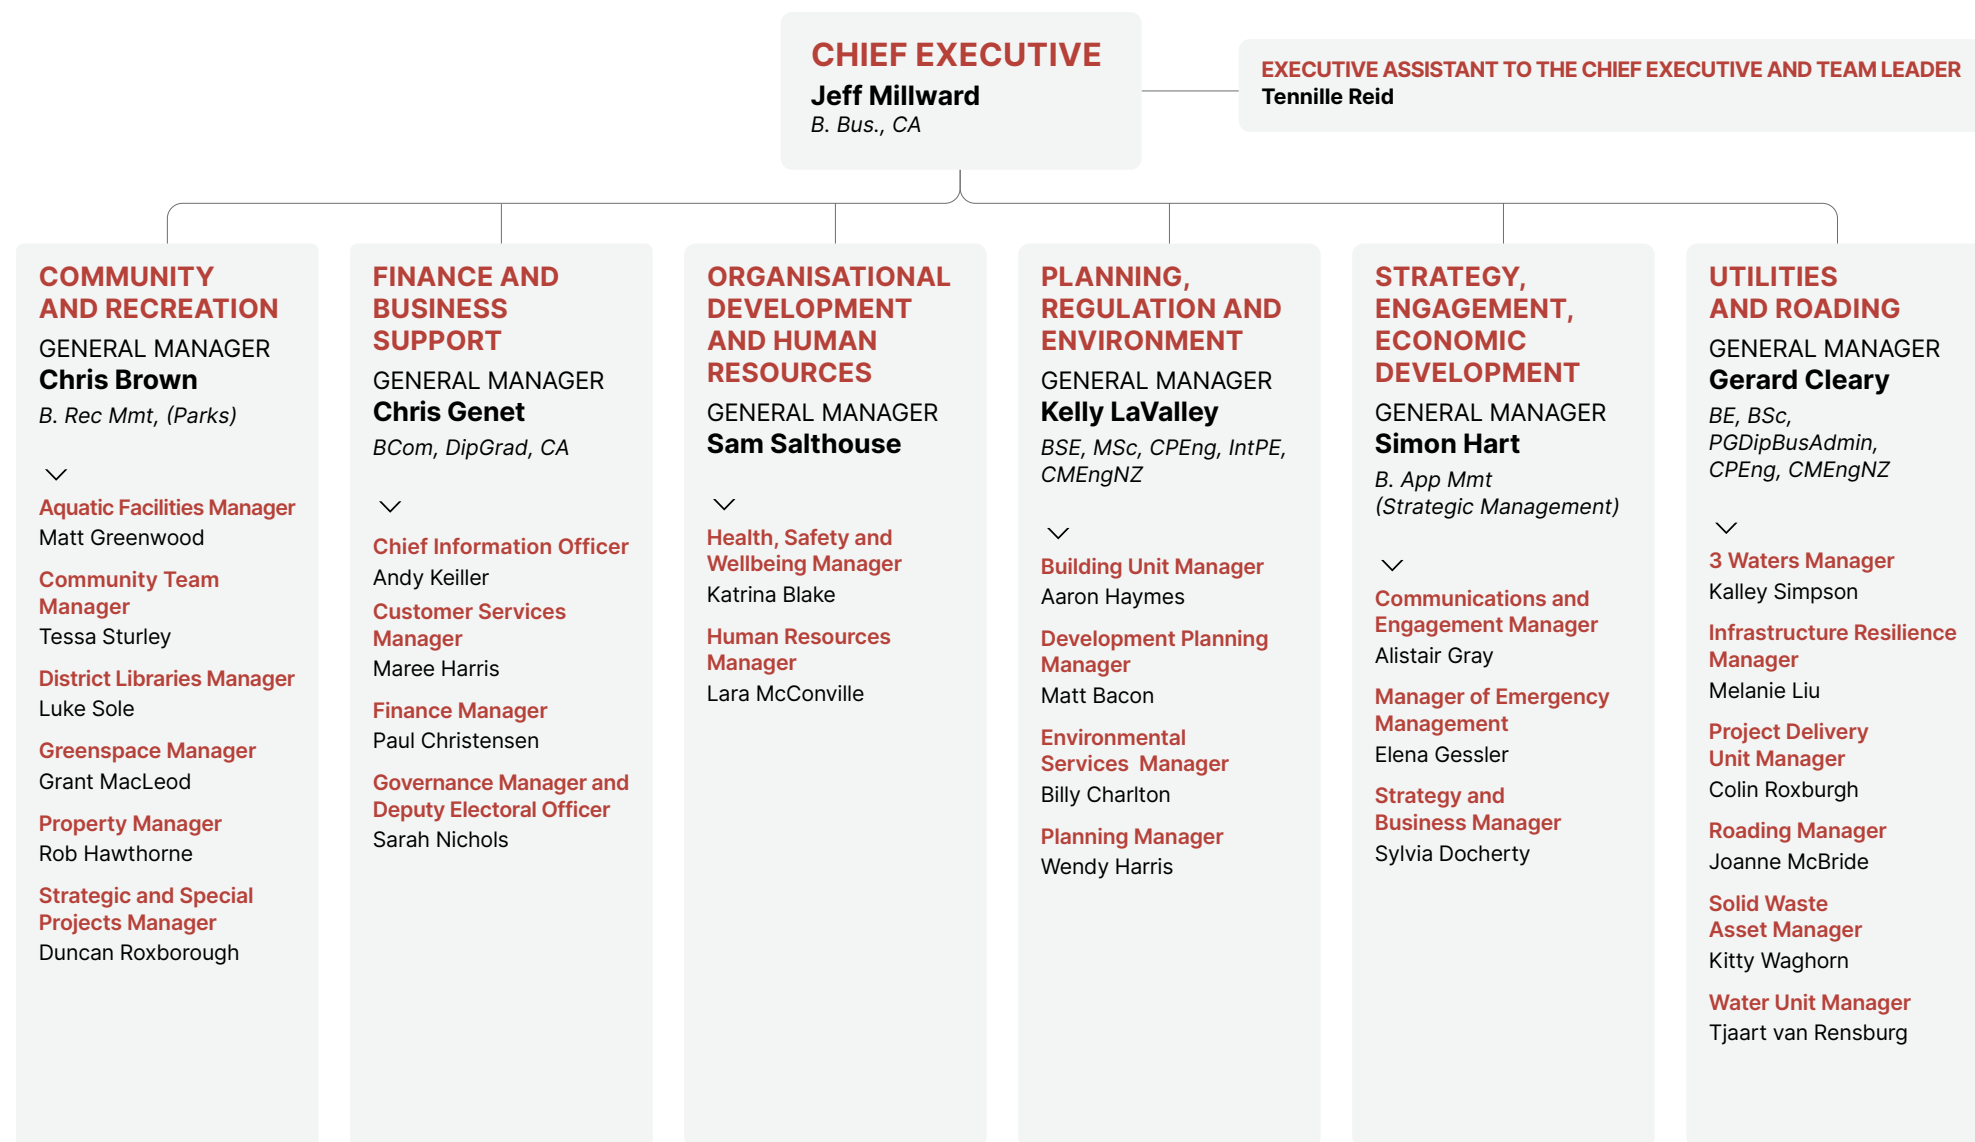 CHIEF EXECUTIVE
Jeff Millward
B. Bus., CA
EXECUTIVE ASSISTANT TO THE CHIEF EXECUTIVE AND TEAM LEADER
Tennille Reid
COMMUNITY
AND RECREATION
GENERAL MANAGER
Chris Brown
B. Rec Mmt, (Parks)
Aquatic Facilities Manager
Matt Greenwood
Community Team
Manager
Tessa Sturley
District Libraries Manager
Luke Sole
Greenspace Manager
Grant MacLeod
Property Manager
Rob Hawthorne
Strategic and Special
Projects Manager
Duncan Roxborough
FINANCE AND
BUSINESS
SUPPORT
GENERAL MANAGER
Chris Genet
BCom, DipGrad, CA
Chief Information Officer
Andy Keiller
Customer Services
Manager
Maree Harris
Finance Manager
Paul Christensen
Governance Manager and
Deputy Electoral Officer
Sarah Nichols
ORGANISATIONAL
DEVELOPMENT
AND HUMAN
RESOURCES
GENERAL MANAGER
Sam Salthouse
Health, Safety and
Wellbeing Manager
Katrina Blake
Human Resources
Manager
Lara McConville
PLANNING,
REGULATION AND
ENVIRONMENT
GENERAL MANAGER
Kelly LaValley
BSE, MSc, CPEng, IntPE,
CMEngNZ
Building Unit Manager
Aaron Haymes
Development Planning
Manager
Matt Bacon
Environmental
Services  Manager
Billy Charlton
Planning Manager
Wendy Harris
STRATEGY,
ENGAGEMENT,
ECONOMIC
DEVELOPMENT
GENERAL MANAGER
Simon Hart
B. App Mmt
(Strategic Management)
Communications and
Engagement Manager
Alistair Gray
Manager of Emergency
Management
Elena Gessler
Strategy and
Business Manager
Sylvia Docherty
UTILITIES
AND ROADING
GENERAL MANAGER
Gerard Cleary
BE, BSc,
PGDipBusAdmin,
CPEng, CMEngNZ
3 Waters Manager
Kalley Simpson
Infrastructure Resilience
Manager
Melanie Liu
Project Delivery
Unit Manager
Colin Roxburgh
Roading Manager
Joanne McBride
Solid Waste
Asset Manager
Kitty Waghorn
Water Unit Manager
Tjaart van Rensburg